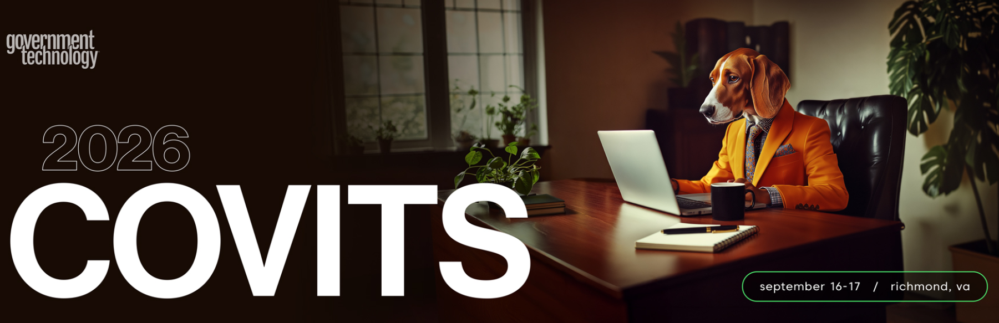 government
technology
2026
COVITS
september 16-17 / richmond, va